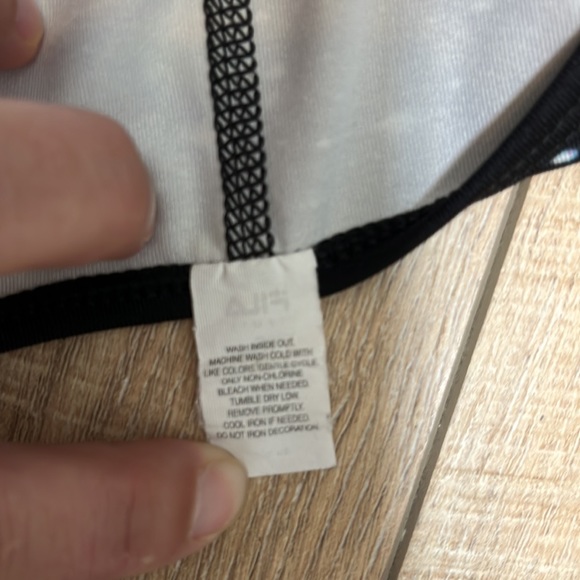 FILA
WASH INSIDE OUT.
MACHINE WASH COLD WITH
LIKE COLORS. GENTLE CYCLE.
ONLY NON-CHLORINE
BLEACH WHEN NEEDED.
TUMBLE DRY LOW.
REMOVE PROMPTLY.
COOL IRON IF NEEDED.
DO NOT IRON DECORATION.